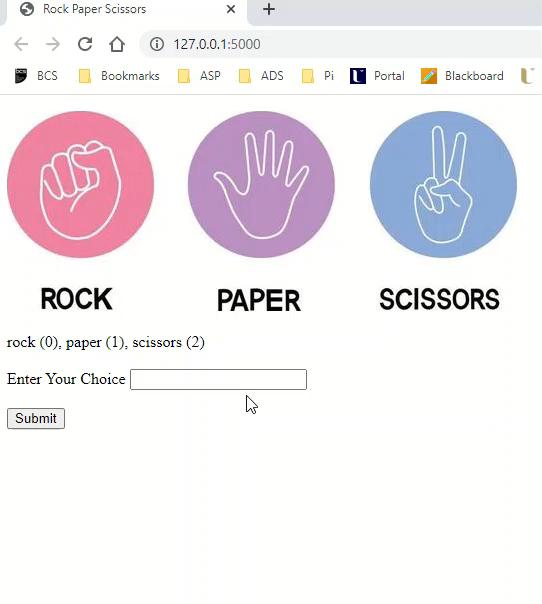 Rock Paper Scissors
127.0.0.1:5000
BCS Bookmarks ASP ADS Pi Portal Blackboard
ROCK PAPER SCISSORS
rock (0), paper (1), scissors (2)
Enter Your Choice
Submit